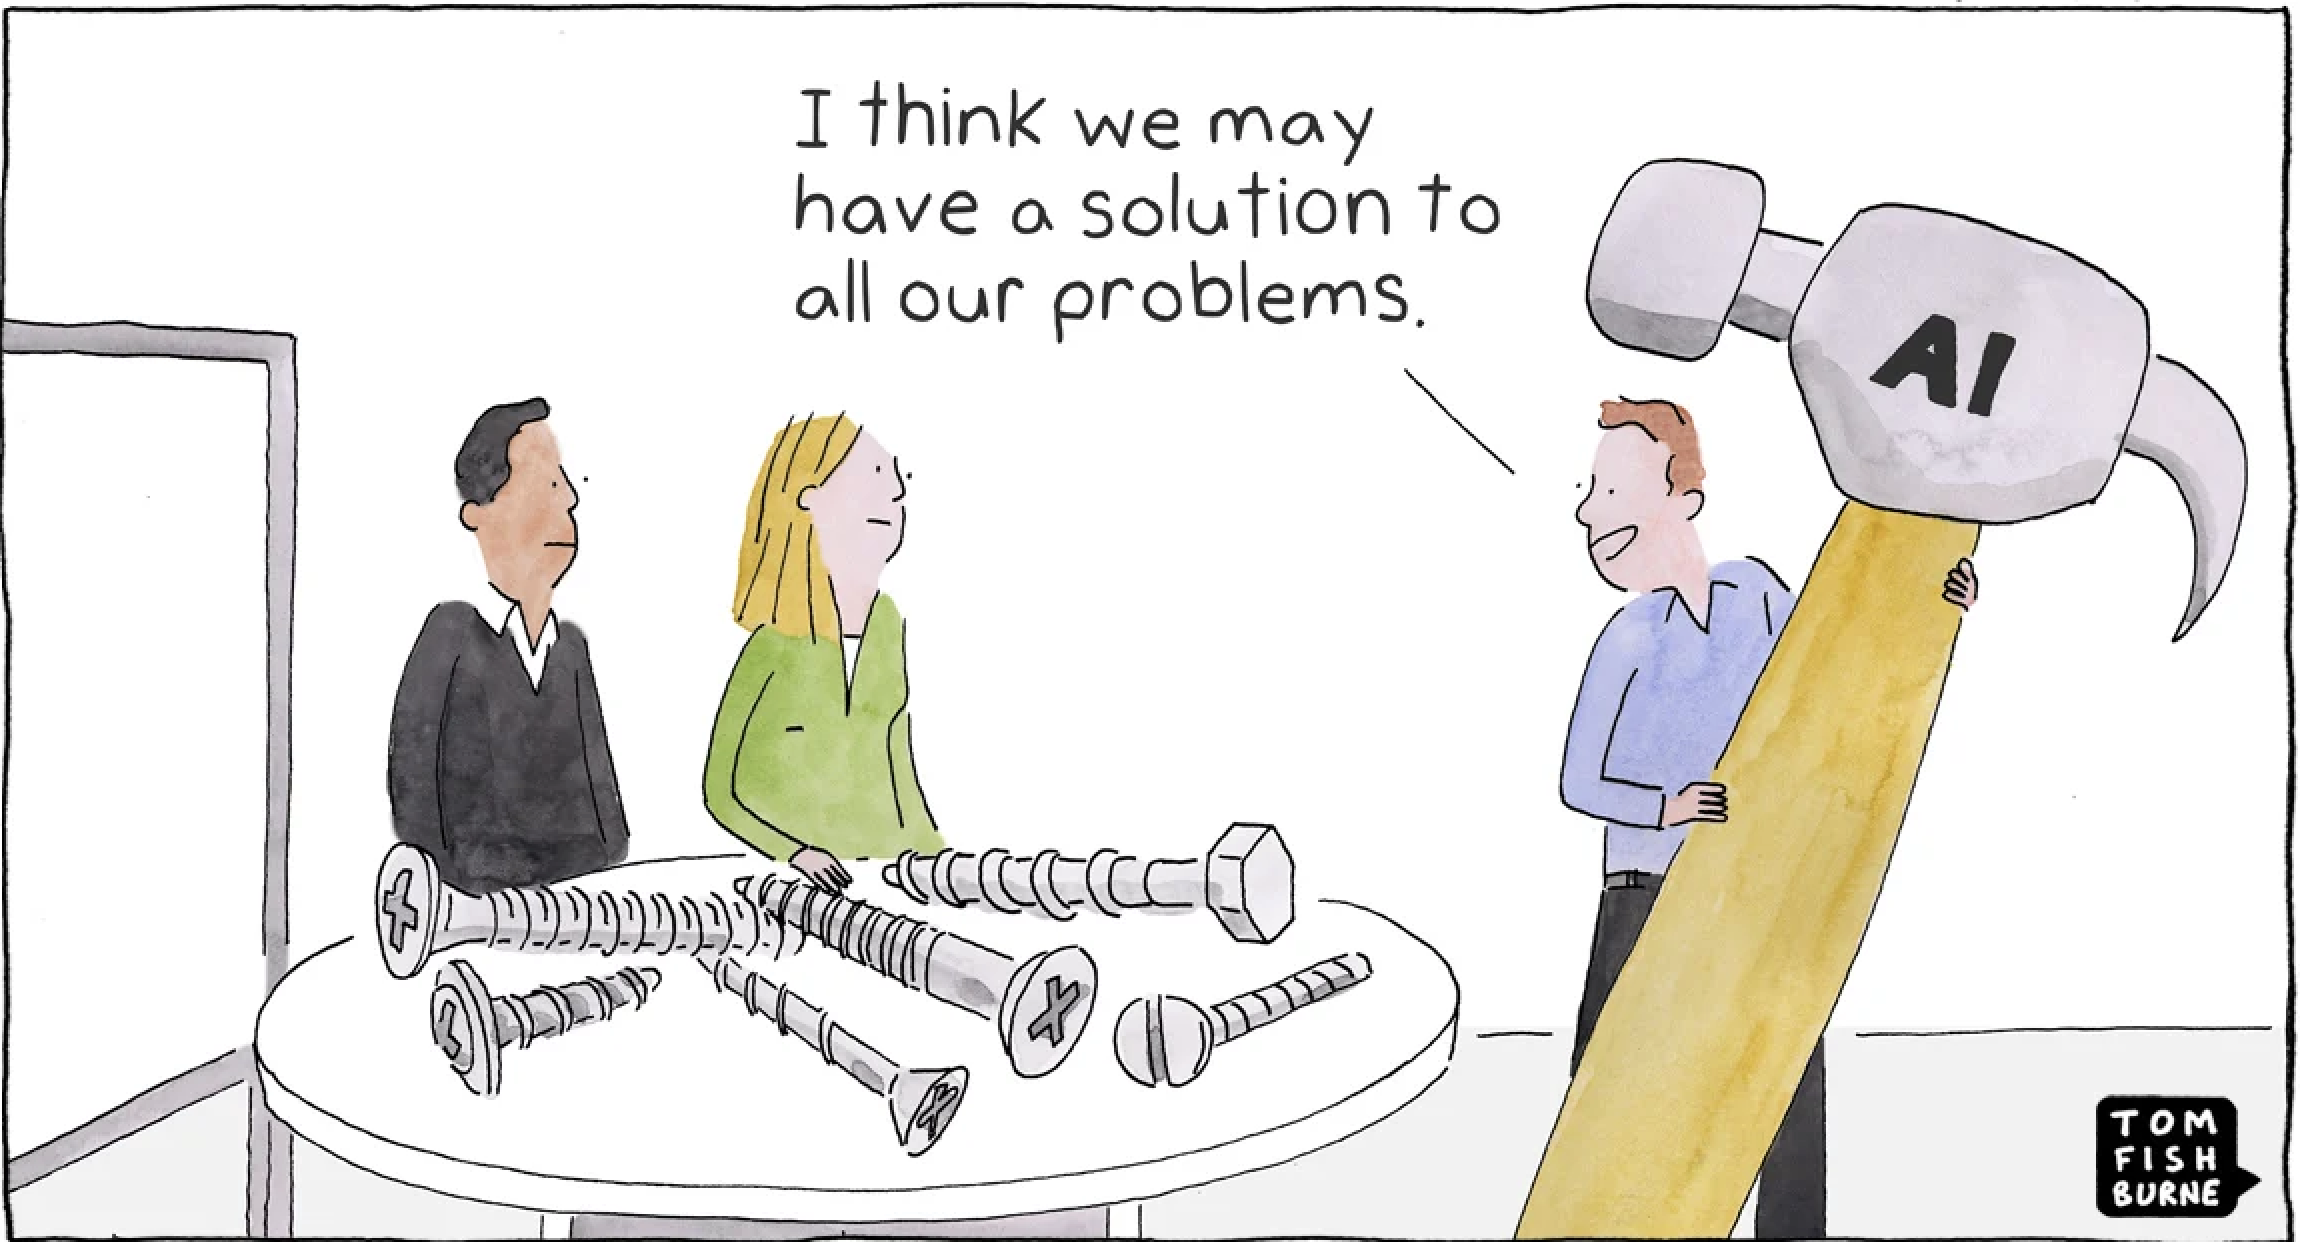 I think we may
have a solution to
all our problems.
AI
TOM
FISH
BURNE